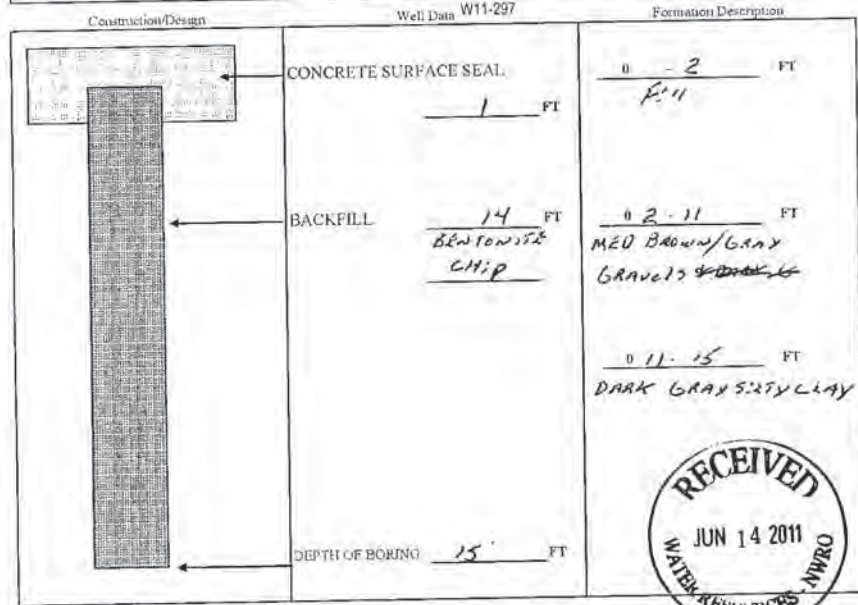 Construction/Design
Well Data W11-297
Formation Description
CONCRETE SURFACE SEAL
1 FT
BACKFILL 14 FT
BENTONITE
CHIP
DEPTH OF BORING 15' FT
0 - 2 FT
Fill
0 2 - 11 FT
MED BROWN/GRAY
GRAVELS
0 11 - 15 FT
DARK GRAY SILTY CLAY
RECEIVED
JUN 14 2011
WATER RESOURCES - NWRO